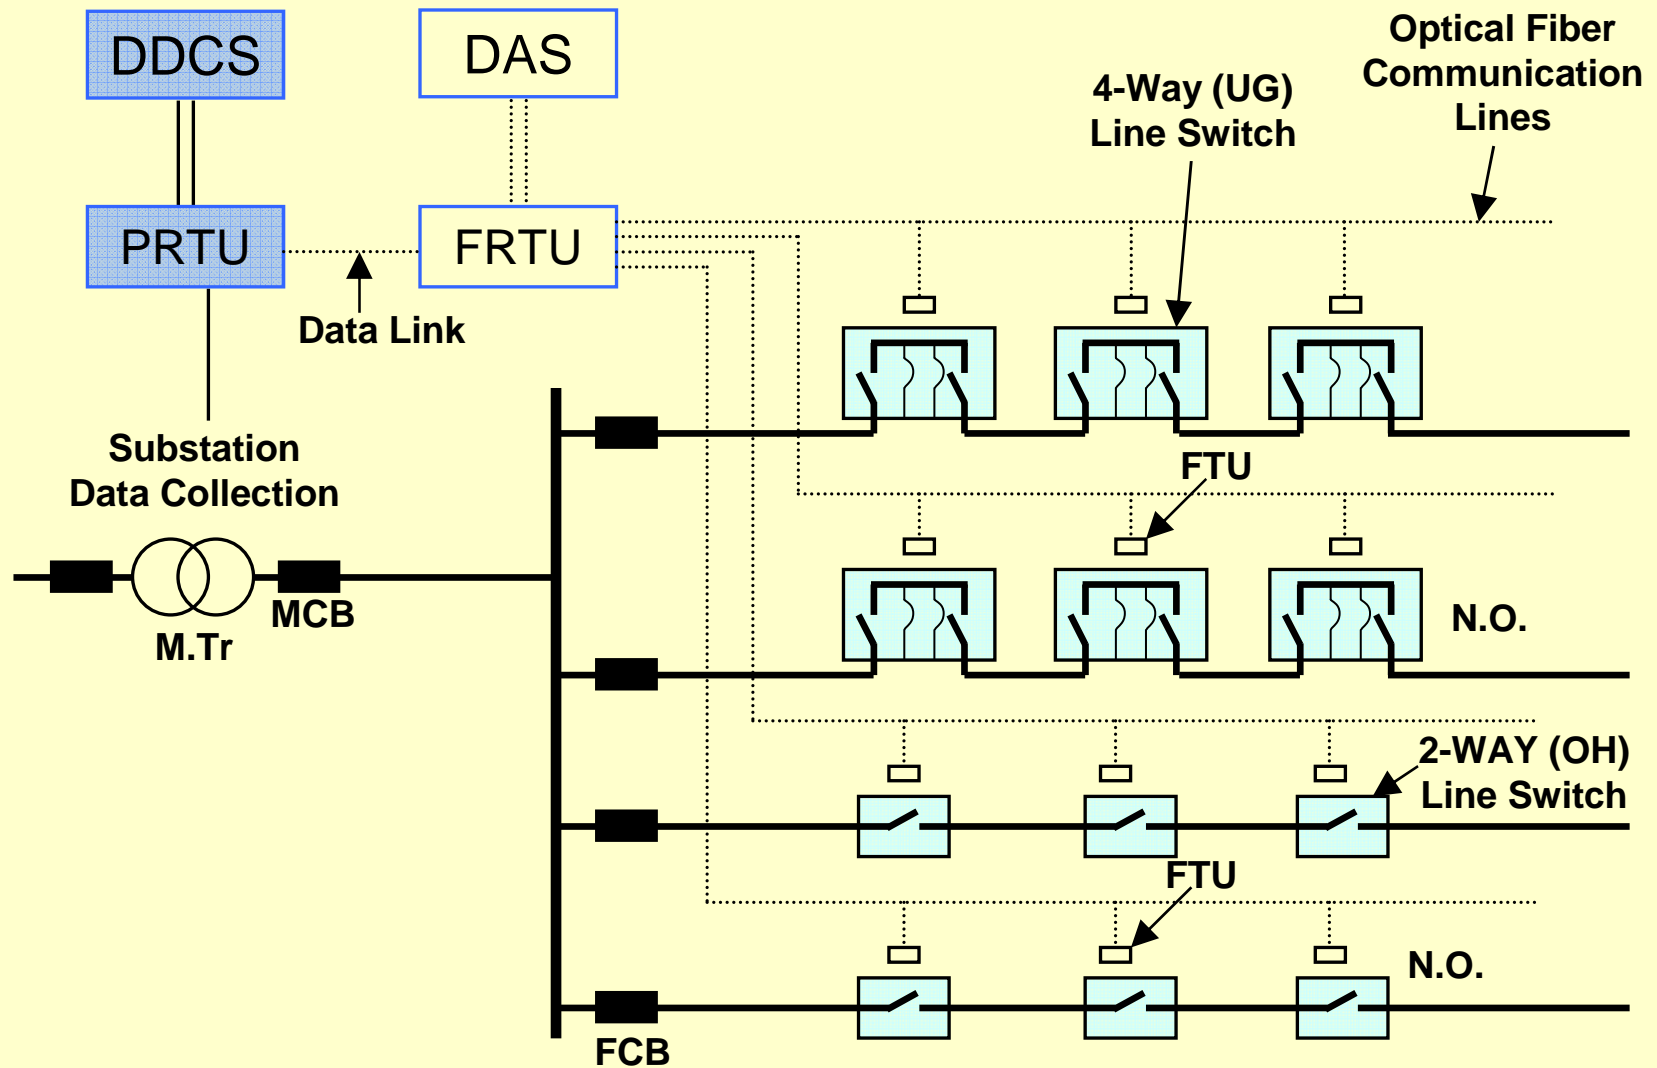 DDCS
DAS
Optical Fiber
Communication
Lines
4-Way (UG)
Line Switch
PRTU
FRTU
Data Link
Substation
Data Collection
FTU
MCB
M.Tr
N.O.
2-WAY (OH)
Line Switch
FTU
N.O.
FCB